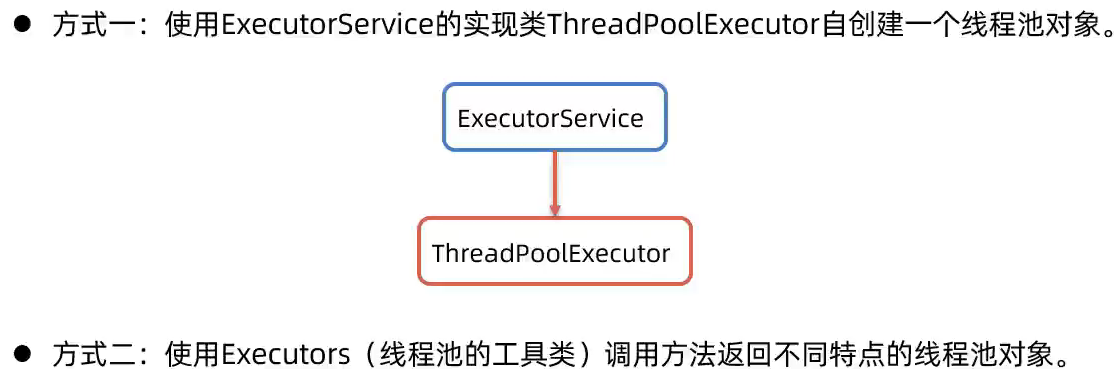 ● 方式一：使用ExecutorService的实现类ThreadPoolExecutor自创建一个线程池对象。
ExecutorService
ThreadPoolExecutor
● 方式二：使用Executors（线程池的工具类）调用方法返回不同特点的线程池对象。